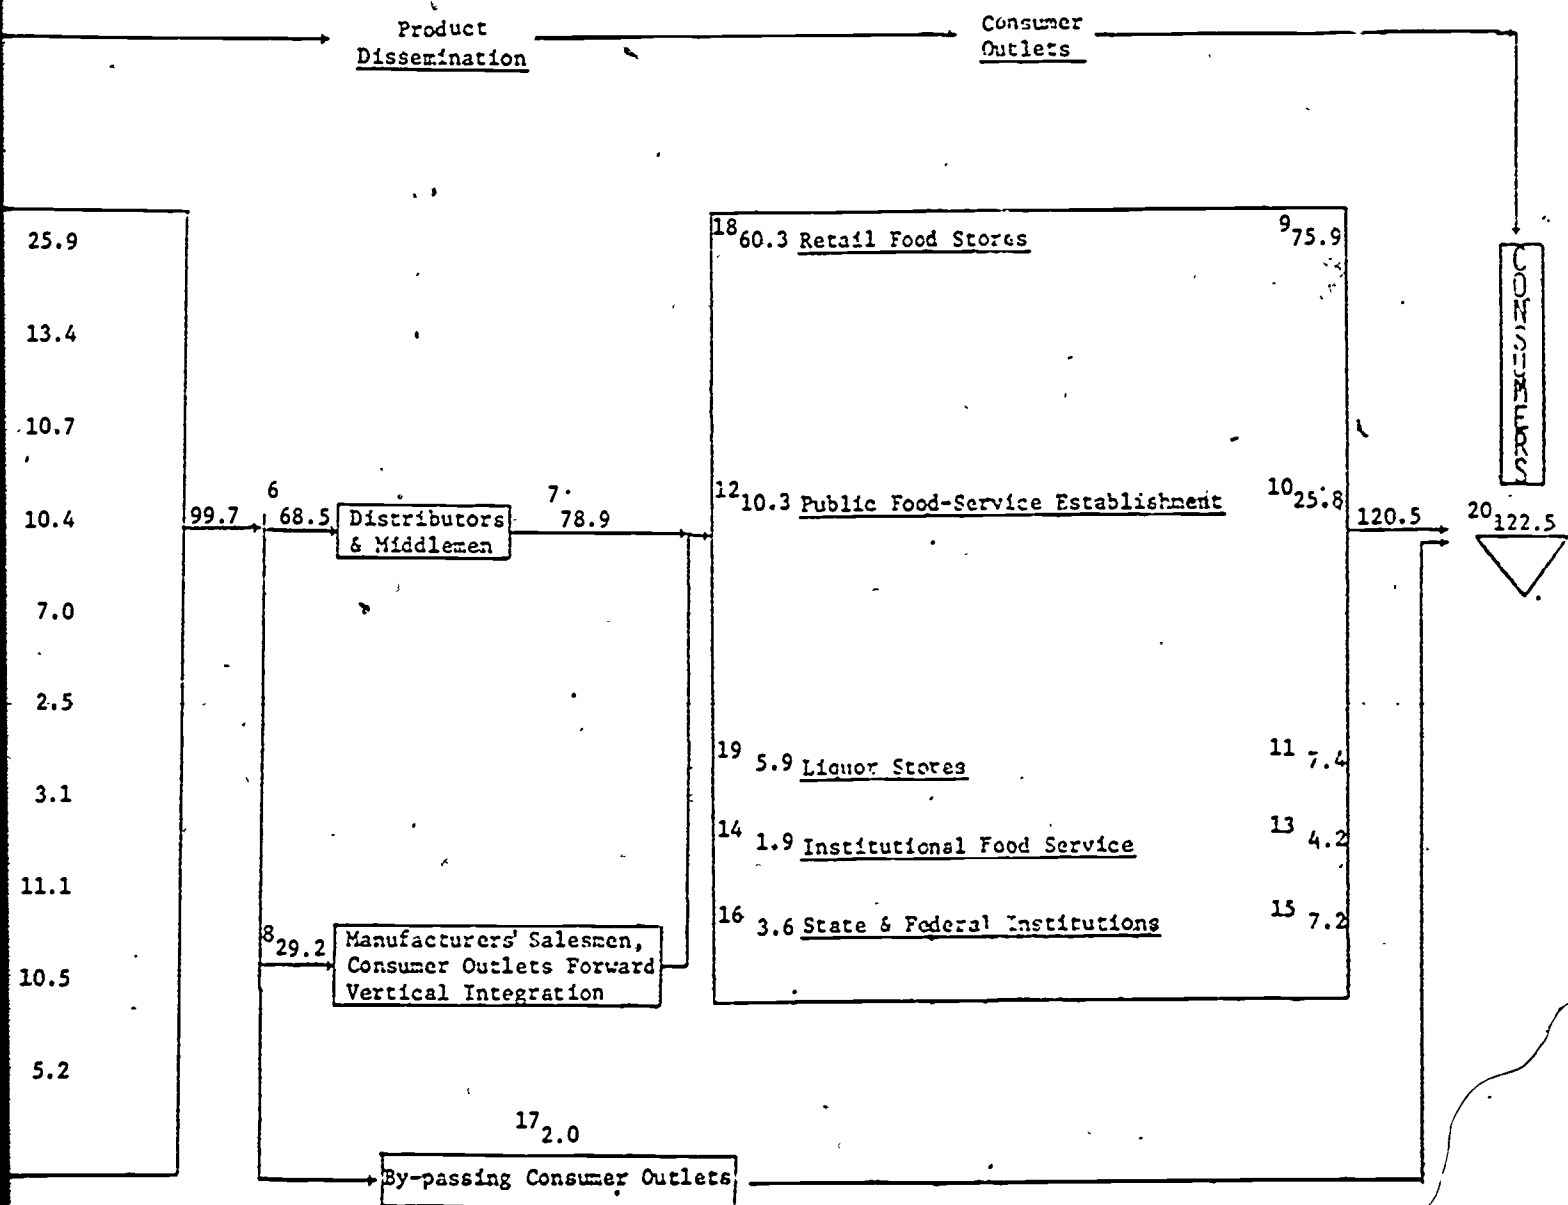 Product
Dissemination
Consumer
Outlets
CONSUMERS
25.9
13.4
10.7
10.4
7.0
2.5
3.1
11.1
10.5
5.2
99.7
6
68.5
Distributors
& Middlemen
7
78.9
8 29.2
Manufacturers' Salesmen,
Consumer Outlets Forward
Vertical Integration
17 2.0
By-passing Consumer Outlets
18 60.3 Retail Food Stores 9 75.9
12 10.3 Public Food-Service Establishment 10 25.8
19 5.9 Liquor Stores 11 7.4
14 1.9 Institutional Food Service 13 4.2
16 3.6 State & Federal Institutions 15 7.2
120.5
20 122.5